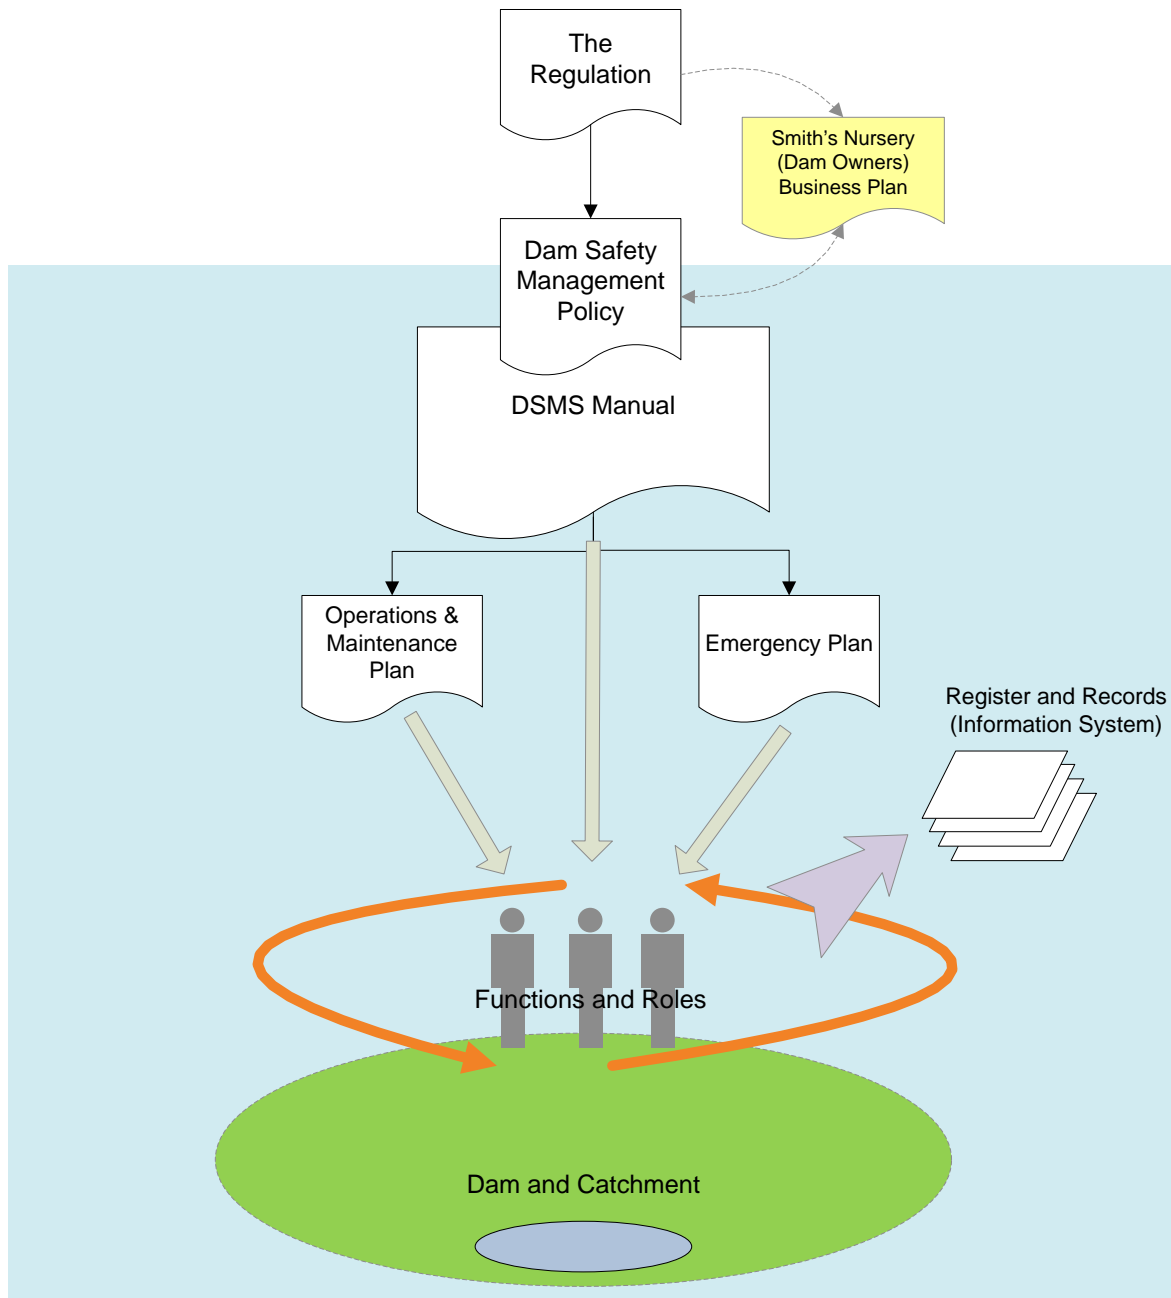 The
Regulation
Smith's Nursery
(Dam Owners)
Business Plan
Dam Safety
Management
Policy
DSMS Manual
Operations &
Maintenance
Plan
Emergency Plan
Register and Records
(Information System)
Functions and Roles
Dam and Catchment